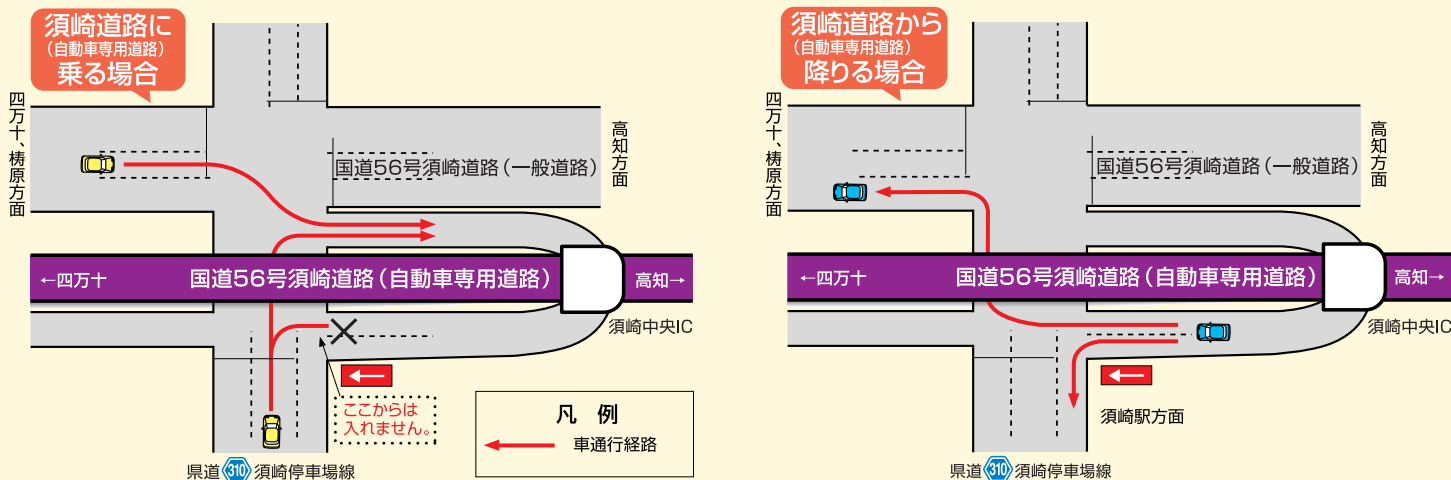 須崎道路に
（自動車専用道路）
乗る場合
四万十、梼原方面
国道56号須崎道路（一般道路）
高知方面
←四万十
国道56号須崎道路（自動車専用道路）
高知→
須崎中央IC
ここからは
入れません。
凡 例
車通行経路
県道 310 須崎停車場線
須崎道路から
（自動車専用道路）
降りる場合
四万十、梼原方面
国道56号須崎道路（一般道路）
高知方面
←四万十
国道56号須崎道路（自動車専用道路）
高知→
須崎中央IC
須崎駅方面
県道 310 須崎停車場線